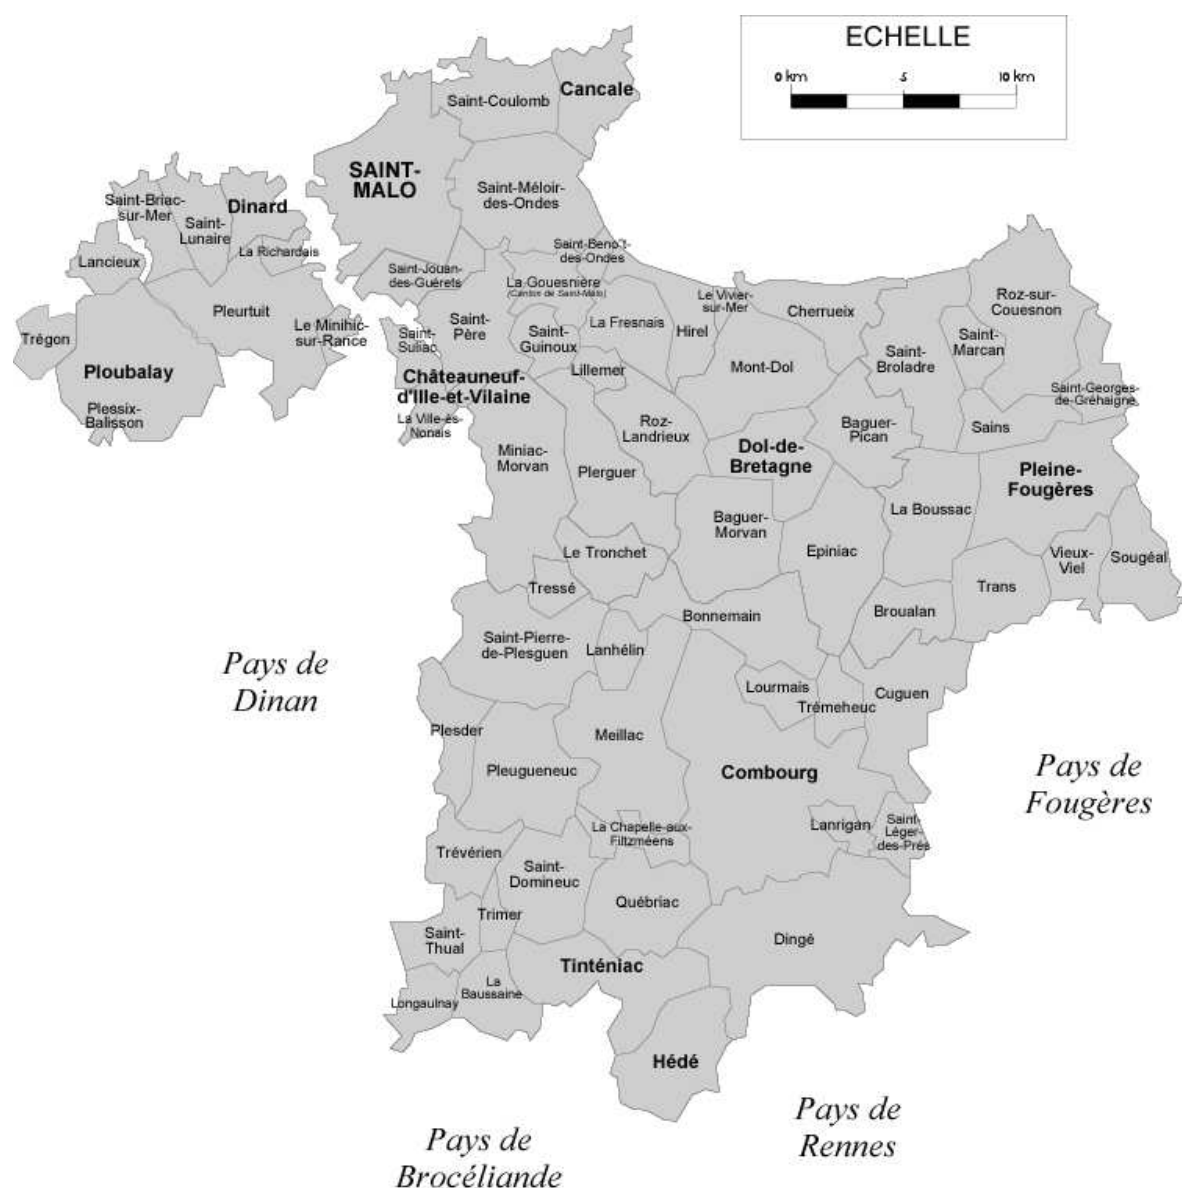 ECHELLE
0 km
5
10 km
Cancale
Saint-Coulomb
SAINT-
MALO
Saint-Méloir-
des-Ondes
Saint-Briac-
sur-Mer
Dinard
Saint-
Lunaire
La Richardais
Lancieux
Saint-Benoît-
des-Ondes
Saint-Jouan-
des-Guérets
La Gouesnière
(Canton de Saint-Malo)
Le Vivier-
sur-Mer
Cherrueix
Roz-sur-
Couesnon
Pleurtuit
Le Minihic-
sur-Rance
Saint-
Père
Saint-
Suliac
Saint-
Guinoux
La Fresnais
Hirel
Saint-
Marcan
Saint-
Broladre
Trégon
Ploubalay
Plessix-
Balisson
Châteauneuf-
d'Ille-et-Vilaine
Lillemer
Mont-Dol
Saint-Georges-
de-Gréhaigne
La Ville-ès-
Nonais
Roz-
Landrieux
Baguer-
Pican
Sains
Miniac-
Morvan
Plerguer
Dol-de-
Bretagne
Pleine-
Fougères
La Boussac
Baguer-
Morvan
Le Tronchet
Epiniac
Vieux-
Viel
Sougéal
Tressé
Trans
Broualan
Bonnemain
Saint-Pierre-
de-Plesguen
Lanhélin
Pays de
Dinan
Lourmais
Trémeheuc
Cuguen
Plesder
Meillac
Pleugueneuc
Combourg
Pays de
Fougères
La Chapelle-aux-
Filtzméens
Lanrigan
Saint-
Léger-
des-Prés
Trévérien
Saint-
Domineuc
Québriac
Trimer
Saint-
Thual
Dingé
Tinténiac
La
Baussaine
Longaulnay
Hédé
Pays de
Rennes
Pays de
Brocéliande